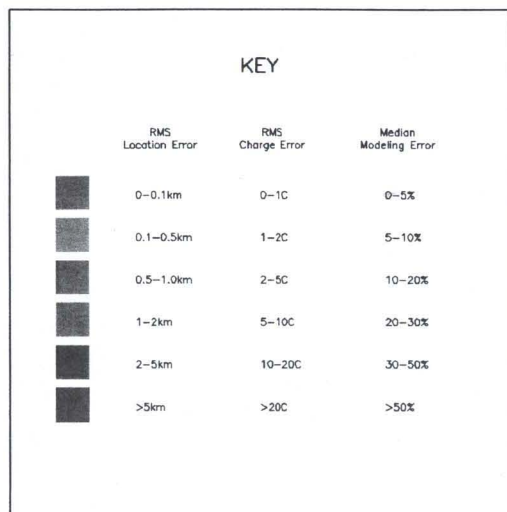 KEY
RMS Location Error RMS Charge Error Median Modeling Error
0-0.1km 0-1C 0-5%
0.1-0.5km 1-2C 5-10%
0.5-1.0km 2-5C 10-20%
1-2km 5-10C 20-30%
2-5km 10-20C 30-50%
>5km >20C >50%